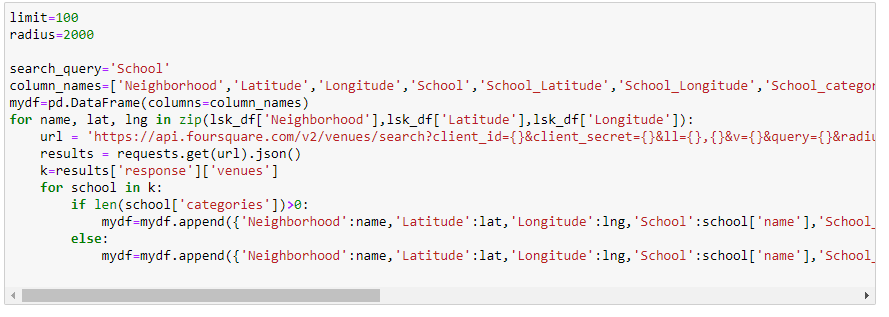 limit=100
radius=2000
search_query='School'
column_names=['Neighborhood','Latitude','Longitude','School','School_Latitude','School_Longitude','School_categor
mydf=pd.DataFrame(columns=column_names)
for name, lat, lng in zip(lsk_df['Neighborhood'],lsk_df['Latitude'],lsk_df['Longitude']):
    url = 'https://api.foursquare.com/v2/venues/search?client_id={}&client_secret={}&ll={},{}&v={}&query={}&radiu
    results = requests.get(url).json()
    k=results['response']['venues']
    for school in k:
        if len(school['categories'])>0:
            mydf=mydf.append({'Neighborhood':name,'Latitude':lat,'Longitude':lng,'School':school['name'],'School_
        else:
            mydf=mydf.append({'Neighborhood':name,'Latitude':lat,'Longitude':lng,'School':school['name'],'School_